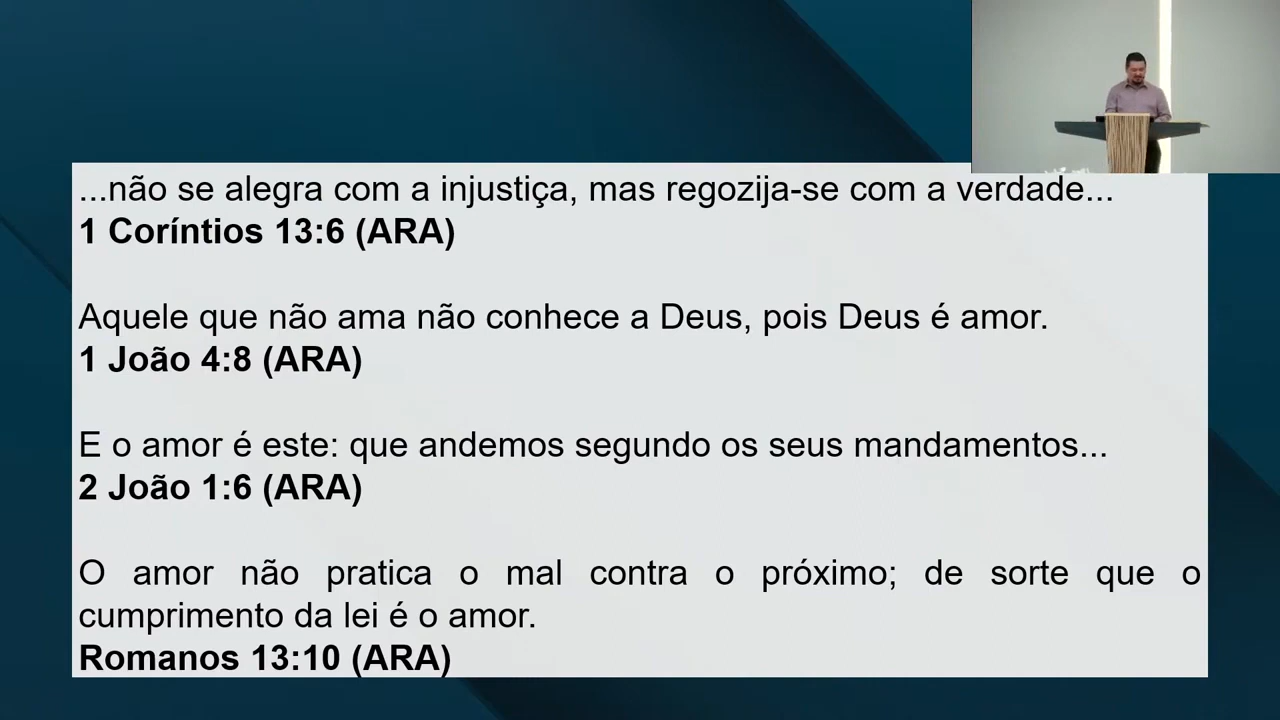 ...não se alegra com a injustiça, mas regozija-se com a verdade...
1 Coríntios 13:6 (ARA)
Aquele que não ama não conhece a Deus, pois Deus é amor.
1 João 4:8 (ARA)
E o amor é este: que andemos segundo os seus mandamentos...
2 João 1:6 (ARA)
O amor não pratica o mal contra o próximo; de sorte que o
cumprimento da lei é o amor.
Romanos 13:10 (ARA)